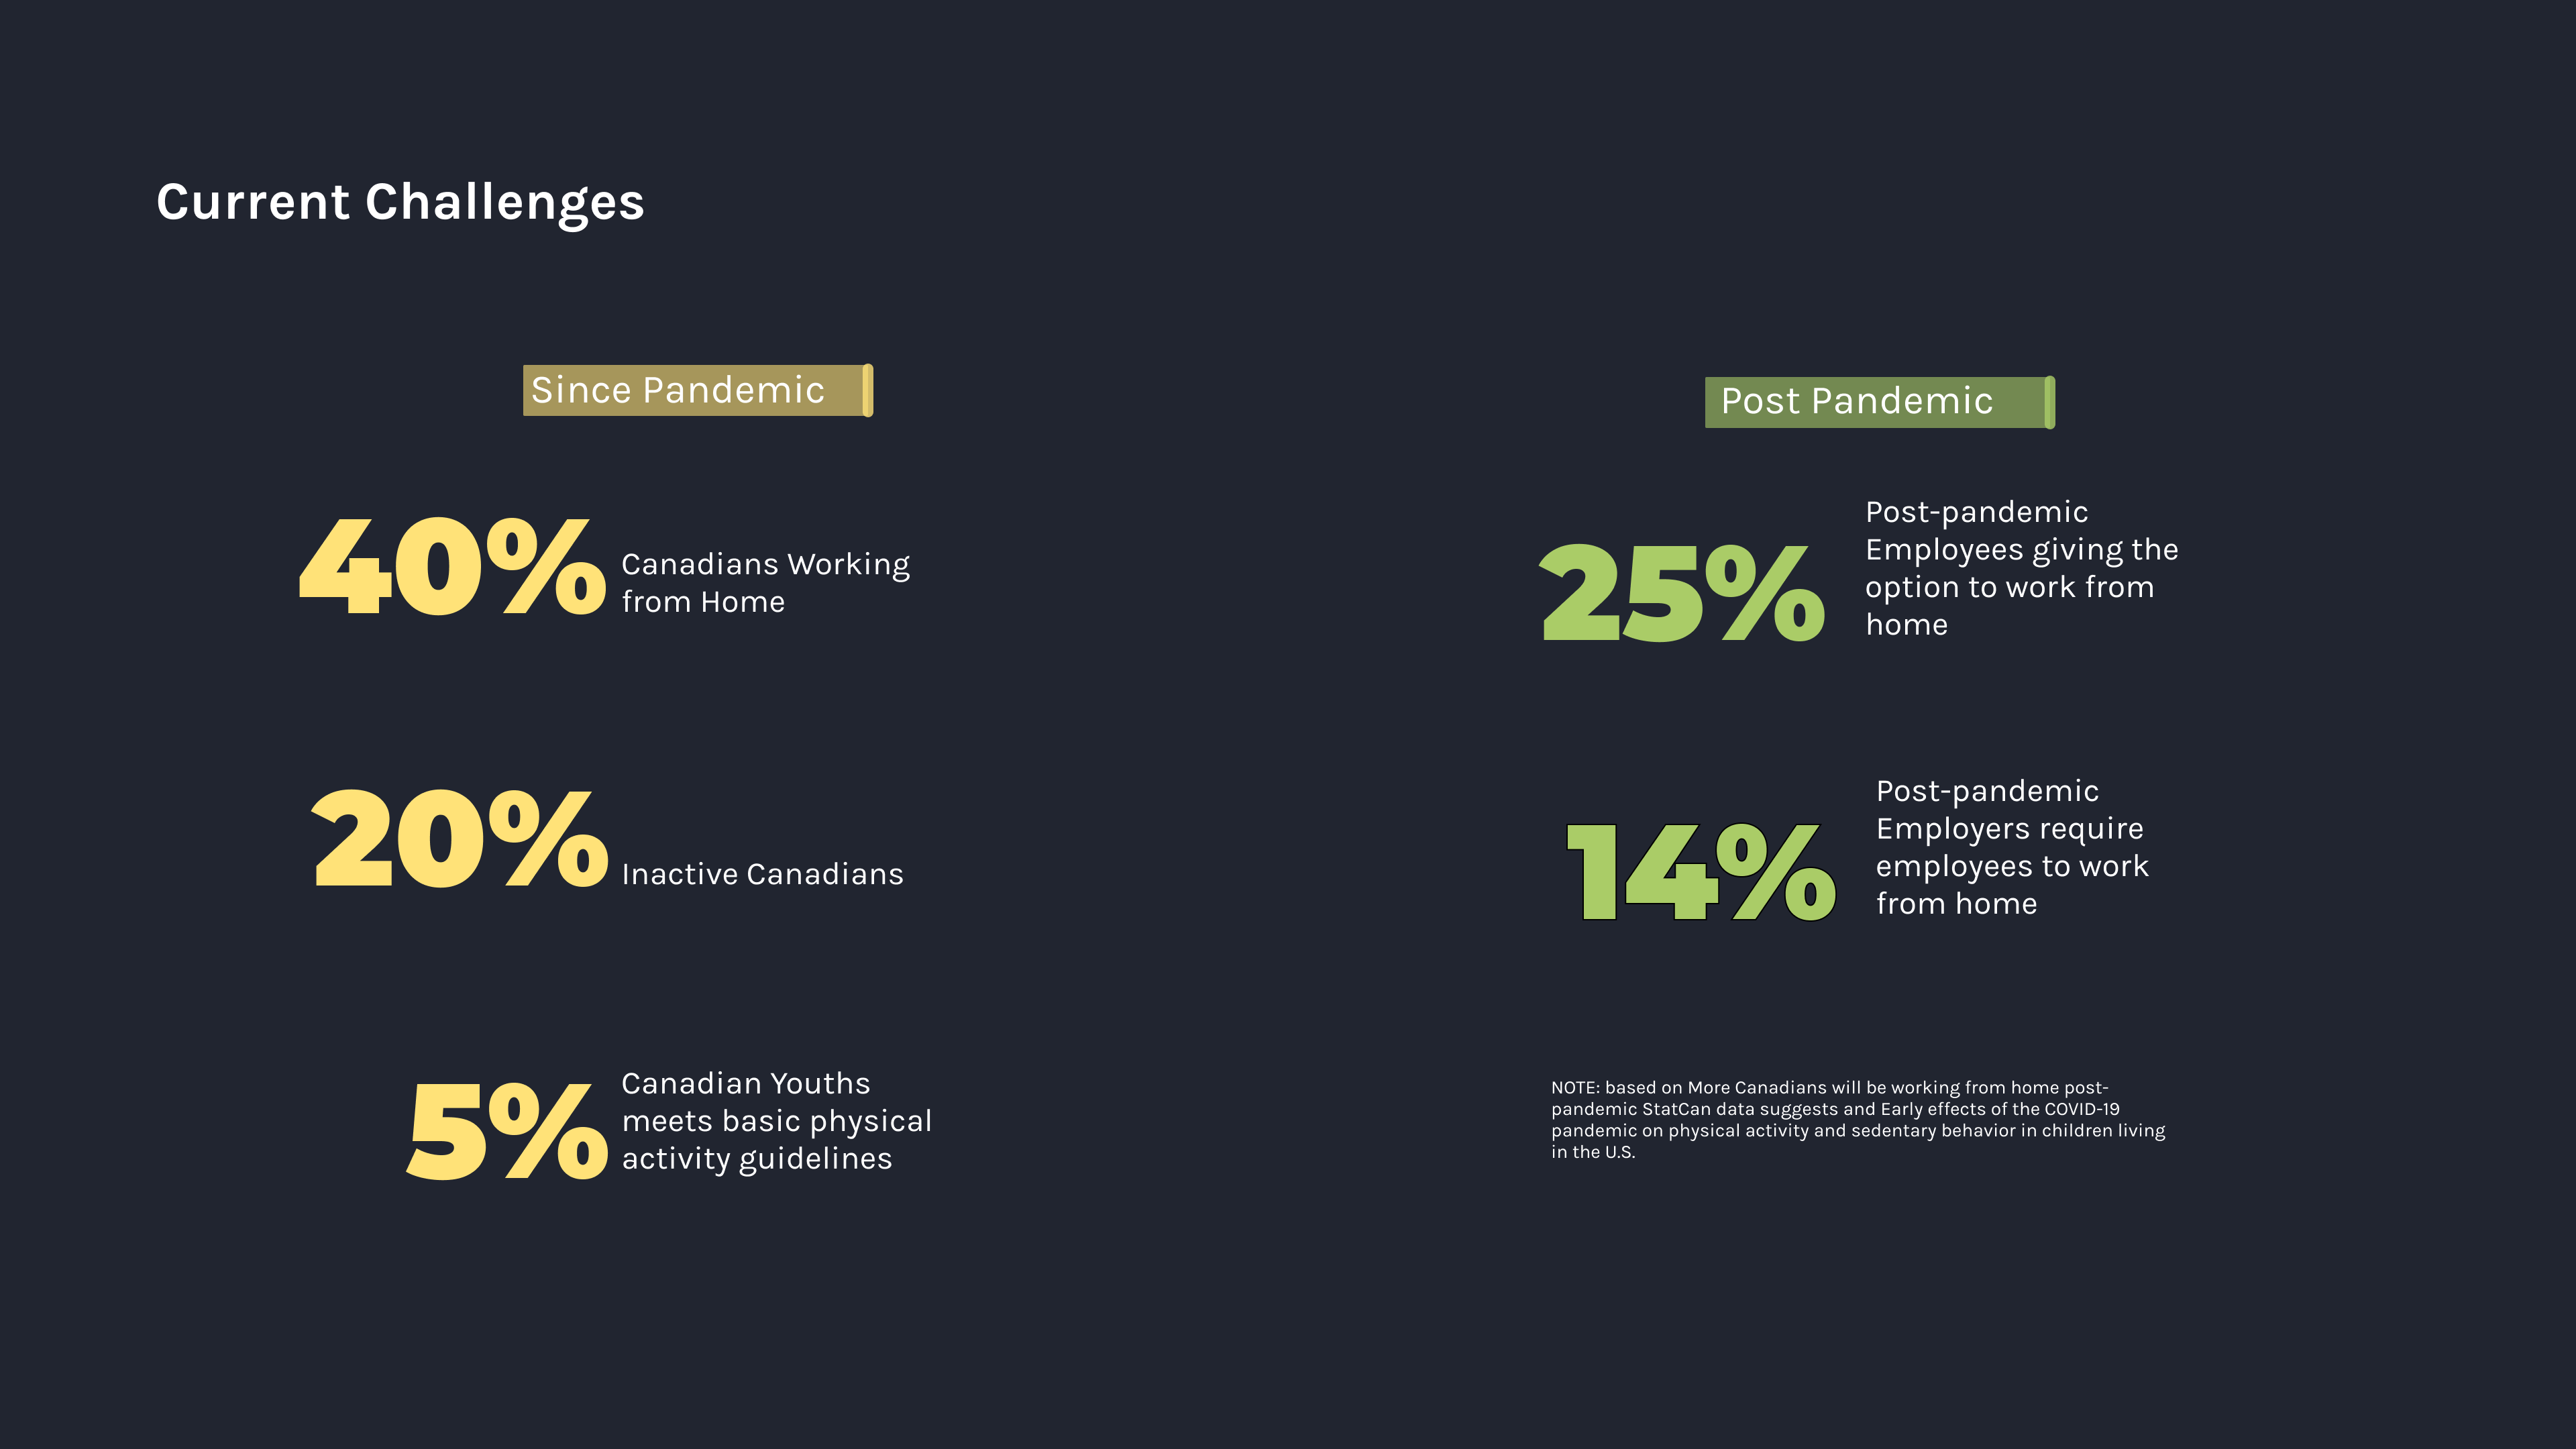 Current Challenges
Since Pandemic
40%
Canadians Working
from Home
20%
Inactive Canadians
5%
Canadian Youths
meets basic physical
activity guidelines
Post Pandemic
25%
Post-pandemic
Employees giving the
option to work from
home
14%
Post-pandemic
Employers require
employees to work
from home
NOTE: based on More Canadians will be working from home post-
pandemic StatCan data suggests and Early effects of the COVID-19
pandemic on physical activity and sedentary behavior in children living
in the U.S.